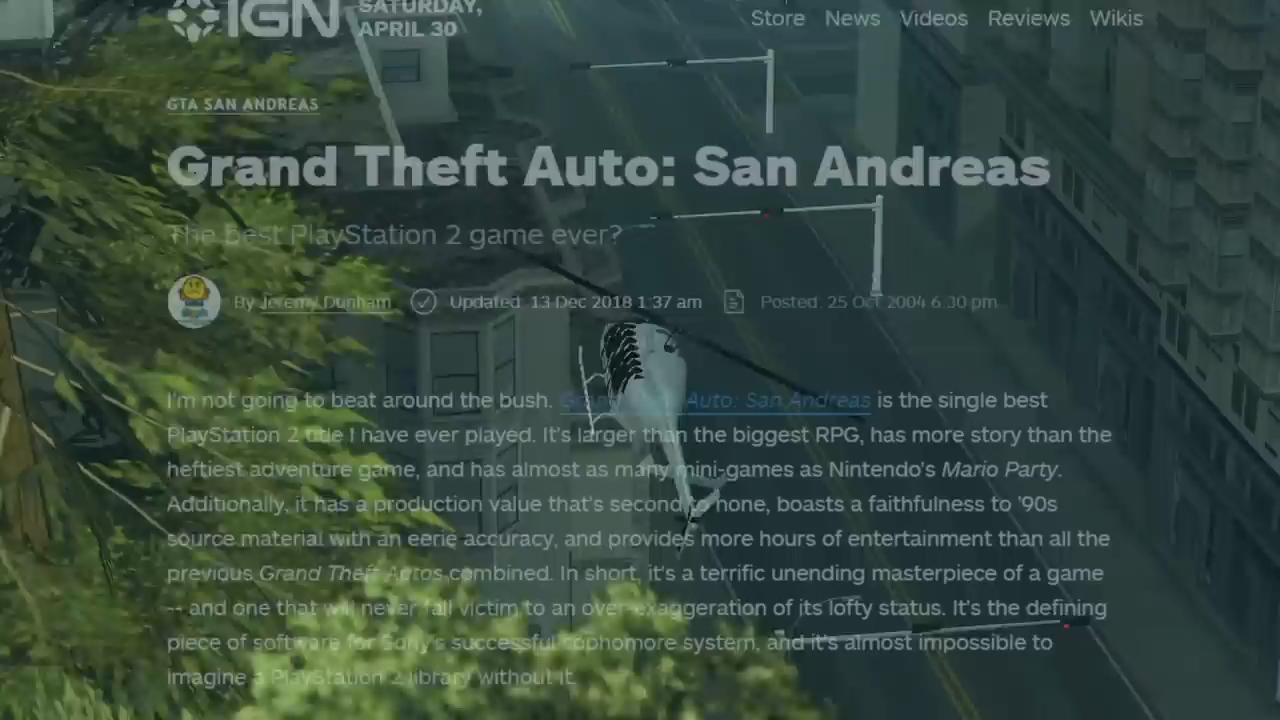 IGN
SATURDAY,
APRIL 30
Store News Videos Reviews Wikis
GTA SAN ANDREAS
Grand Theft Auto: San Andreas
The best PlayStation 2 game ever?
By Jeremy Dunham Updated: 13 Dec 2018 1:37 am Posted: 25 Oct 2004 6:30 pm
I'm not going to beat around the bush. Grand Theft Auto: San Andreas is the single best
PlayStation 2 title I have ever played. It's larger than the biggest RPG, has more story than the
heftiest adventure game, and has almost as many mini-games as Nintendo's Mario Party.
Additionally, it has a production value that's second to none, boasts a faithfulness to '90s
source material with an eerie accuracy, and provides more hours of entertainment than all the
previous Grand Theft Autos combined. In short, it's a terrific unending masterpiece of a game
-- and one that will never fall victim to an over-exaggeration of its lofty status. It's the defining
piece of software for Sony's successful sophomore system, and it's almost impossible to
imagine a PlayStation 2 library without it.